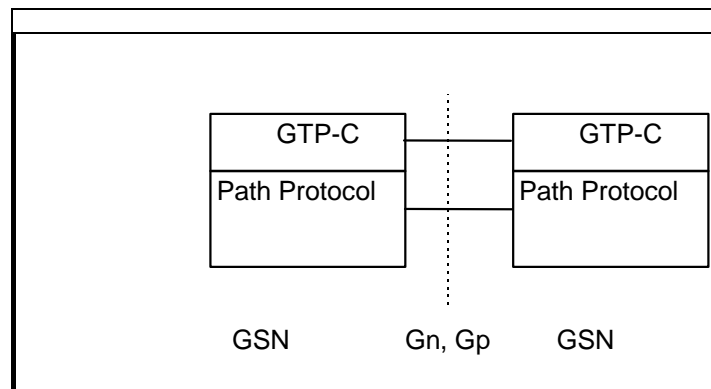 GTP-C GTP-C
Path Protocol Path Protocol
GSN Gn, Gp GSN